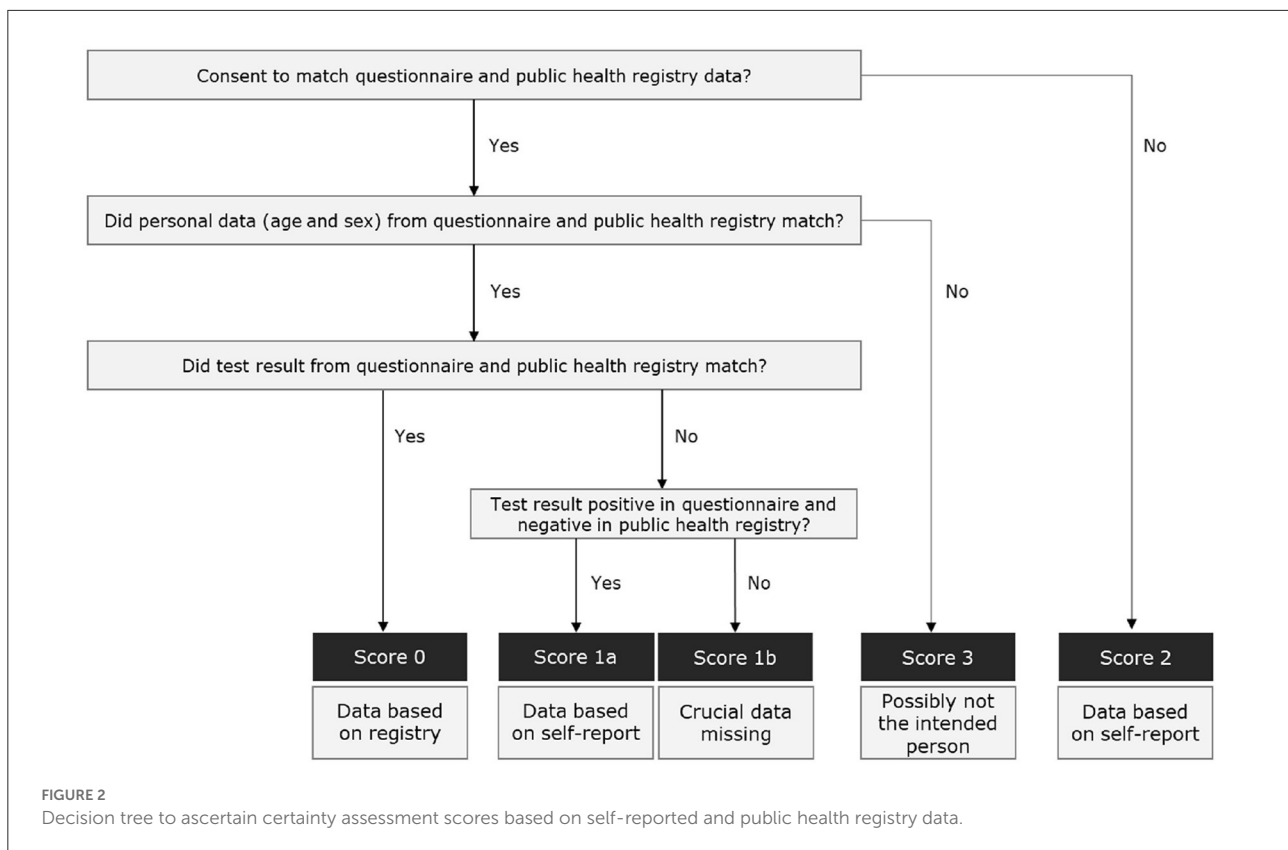 Consent to match questionnaire and public health registry data?
Yes
No
Did personal data (age and sex) from questionnaire and public health registry match?
Yes
No
Did test result from questionnaire and public health registry match?
Yes
No
Test result positive in questionnaire and
negative in public health registry?
Yes
No
Score 0
Score 1a
Score 1b
Score 3
Score 2
Data based
on registry
Data based
on self-report
Crucial data
missing
Possibly not
the intended
person
Data based
on self-report
FIGURE 2
Decision tree to ascertain certainty assessment scores based on self-reported and public health registry data.